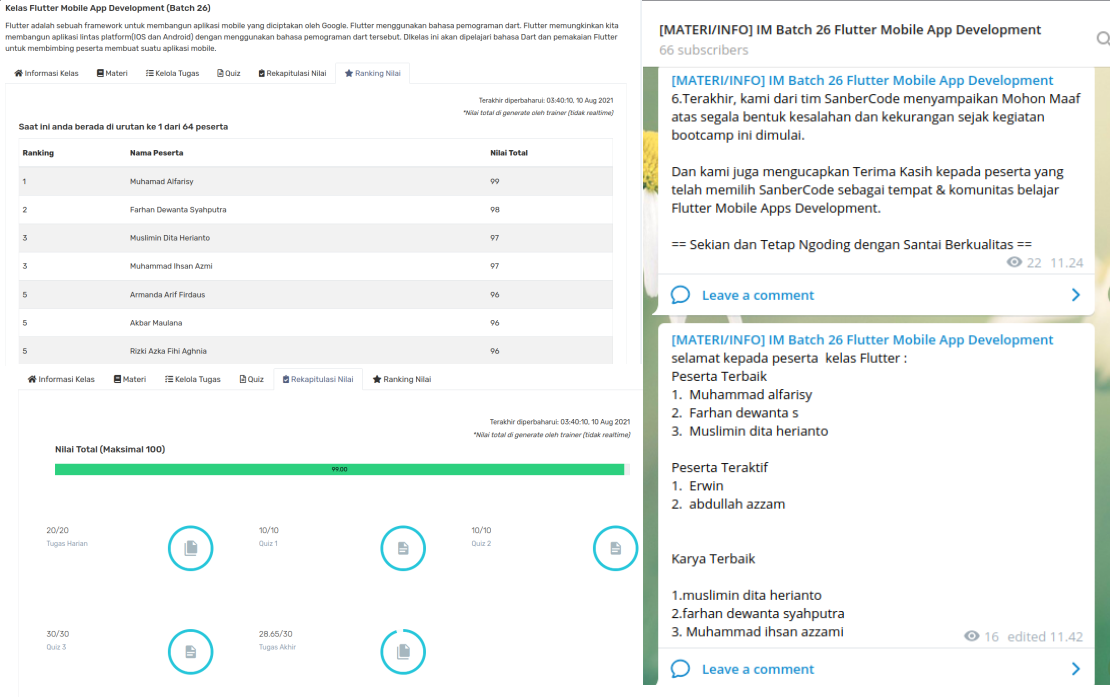 Kelas Flutter Mobile App Development (Batch 26)
Flutter adalah sebuah framework untuk membangun aplikasi mobile yang diciptakan oleh Google. Flutter menggunakan bahasa pemograman dart. Flutter memungkinkan kita
membangun aplikasi lintas platform(IOS dan Android) dengan menggunakan bahasa pemograman dart tersebut. Dikelas ini akan dipelajari bahasa Dart dan pemakaian Flutter
untuk membimbing peserta membuat suatu aplikasi mobile.
Informasi Kelas Materi Kelola Tugas Quiz Rekapitulasi Nilai Ranking Nilai
Terakhir diperbaharui: 03:40:10, 10 Aug 2021
*Nilai total di generate oleh trainer (tidak realtime)
Saat ini anda berada di urutan ke 1 dari 64 peserta
Ranking Nama Peserta Nilai Total
1 Muhamad Alfarisy 99
2 Farhan Dewanta Syahputra 98
3 Muslimin Dita Herianto 97
3 Muhammad Ihsan Azmi 97
5 Armanda Arif Firdaus 96
5 Akbar Maulana 96
5 Rizki Azka Fihi Aghnia 96
Informasi Kelas Materi Kelola Tugas Quiz Rekapitulasi Nilai Ranking Nilai
Terakhir diperbaharui: 03:40:10, 10 Aug 2021
*Nilai total di generate oleh trainer (tidak realtime)
Nilai Total (Maksimal 100)
99.00
20/20 10/10 10/10
Tugas Harian Quiz 1 Quiz 2
30/30 28.65/30
Quiz 3 Tugas Akhir
[MATERI/INFO] IM Batch 26 Flutter Mobile App Development
66 subscribers
[MATERI/INFO] IM Batch 26 Flutter Mobile App Development
6.Terakhir, kami dari tim SanberCode menyampaikan Mohon Maaf
atas segala bentuk kesalahan dan kekurangan sejak kegiatan
bootcamp ini dimulai.
Dan kami juga mengucapkan Terima Kasih kepada peserta yang
telah memilih SanberCode sebagai tempat & komunitas belajar
Flutter Mobile Apps Development.
== Sekian dan Tetap Ngoding dengan Santai Berkualitas ==
22 11.24
Leave a comment
[MATERI/INFO] IM Batch 26 Flutter Mobile App Development
selamat kepada peserta kelas Flutter :
Peserta Terbaik
1. Muhammad alfarisy
2. Farhan dewanta s
3. Muslimin dita herianto
Peserta Teraktif
1. Erwin
2. abdullah azzam
Karya Terbaik
1.muslimin dita herianto
2.farhan dewanta syahputra
3. Muhammad ihsan azzami
16 edited 11.42
Leave a comment